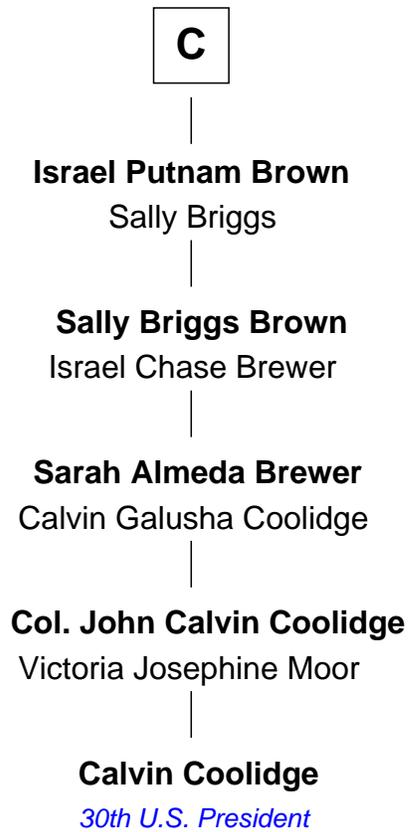 C
Israel Putnam Brown
Sally Briggs
Sally Briggs Brown
Israel Chase Brewer
Sarah Almeda Brewer
Calvin Galusha Coolidge
Col. John Calvin Coolidge
Victoria Josephine Moor
Calvin Coolidge
30th U.S. President